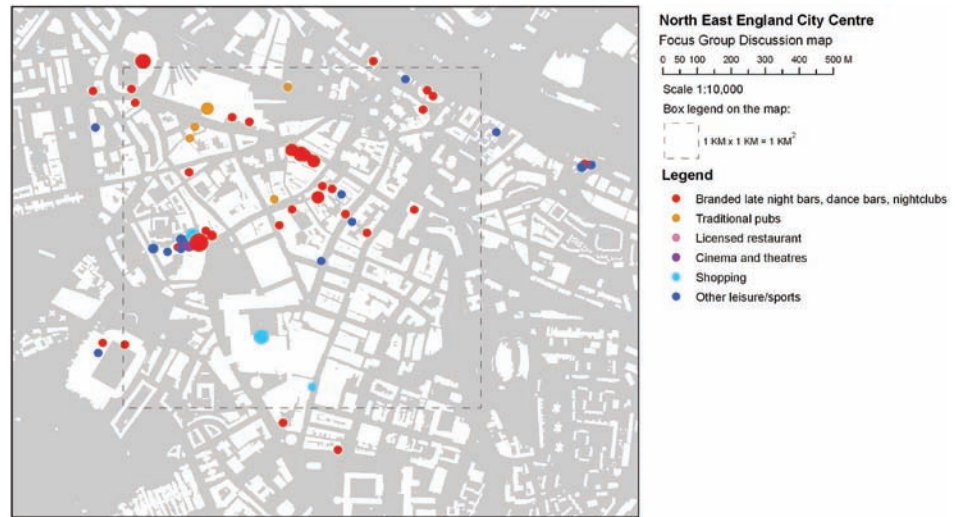 North East England City Centre
Focus Group Discussion map
0 50 100 200 300 400 500 M
Scale 1:10,000
Box legend on the map:
1 KM x 1 KM = 1 KM²
Legend
Branded late night bars, dance bars, nightclubs
Traditional pubs
Licensed restaurant
Cinema and theatres
Shopping
Other leisure/sports